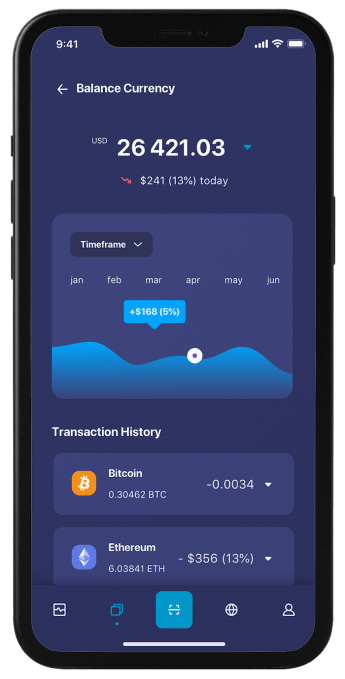 9:41
Balance Currency
USD 26 421.03
$241 (13%) today
Timeframe
jan feb mar apr may jun
+$168 (5%)
Transaction History
Bitcoin
-0.0034
0.30462 BTC
Ethereum
- $356 (13%)
6.03841 ETH